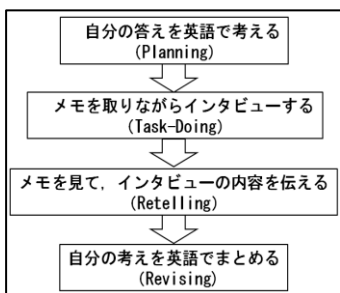 自分の答えを英語で考える
(Planning)
メモを取りながらインタビューする
(Task-Doing)
メモを見て，インタビューの内容を伝える
(Retelling)
自分の考えを英語でまとめる
(Revising)